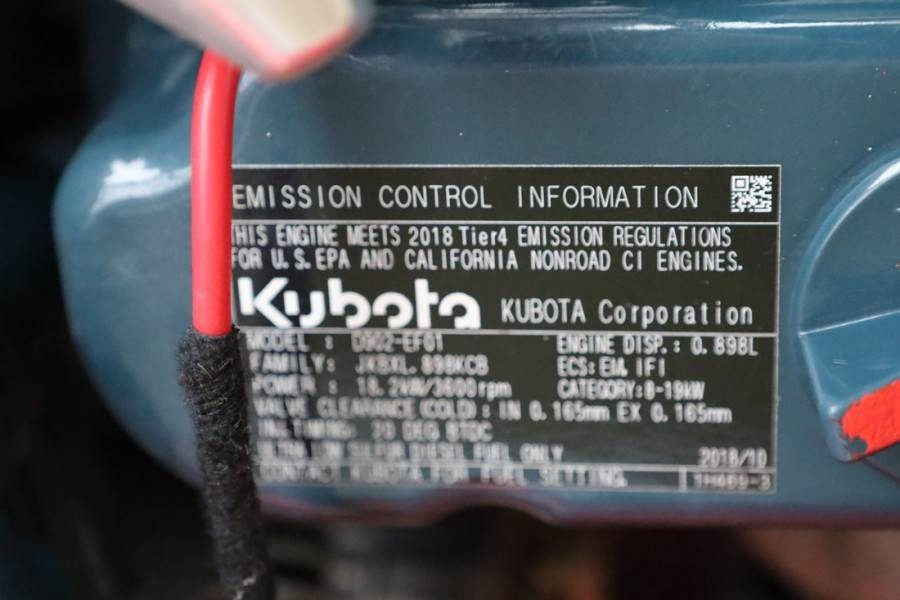 EMISSION CONTROL INFORMATION
THIS ENGINE MEETS 2018 Tier4 EMISSION REGULATIONS
FOR U.S. EPA AND CALIFORNIA NONROAD CI ENGINES.
Kubota KUBOTA Corporation
MODEL : D902-EF01 ENGINE DISP.: 0.898L
FAMILY: JKBXL.898KCB ECS: EM, IFI
POWER : 18.2kW/3600rpm CATEGORY:8-19kW
VALVE CLEARANCE(COLD): IN 0.165mm EX 0.165mm
INJ.TIMING: DEG BTDC
ULTRA LOW SULFUR DIESEL FUEL ONLY 2018/10
CONTACT KUBOTA FOR FUEL SETTING.